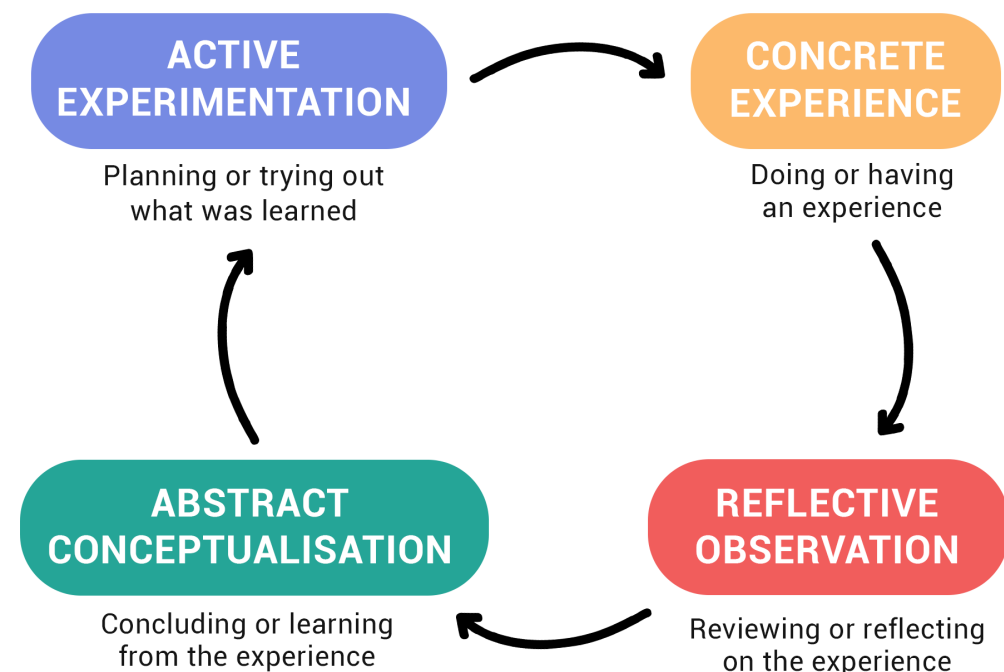 ACTIVE
EXPERIMENTATION
Planning or trying out
what was learned
CONCRETE
EXPERIENCE
Doing or having
an experience
REFLECTIVE
OBSERVATION
Reviewing or reflecting
on the experience
ABSTRACT
CONCEPTUALISATION
Concluding or learning
from the experience